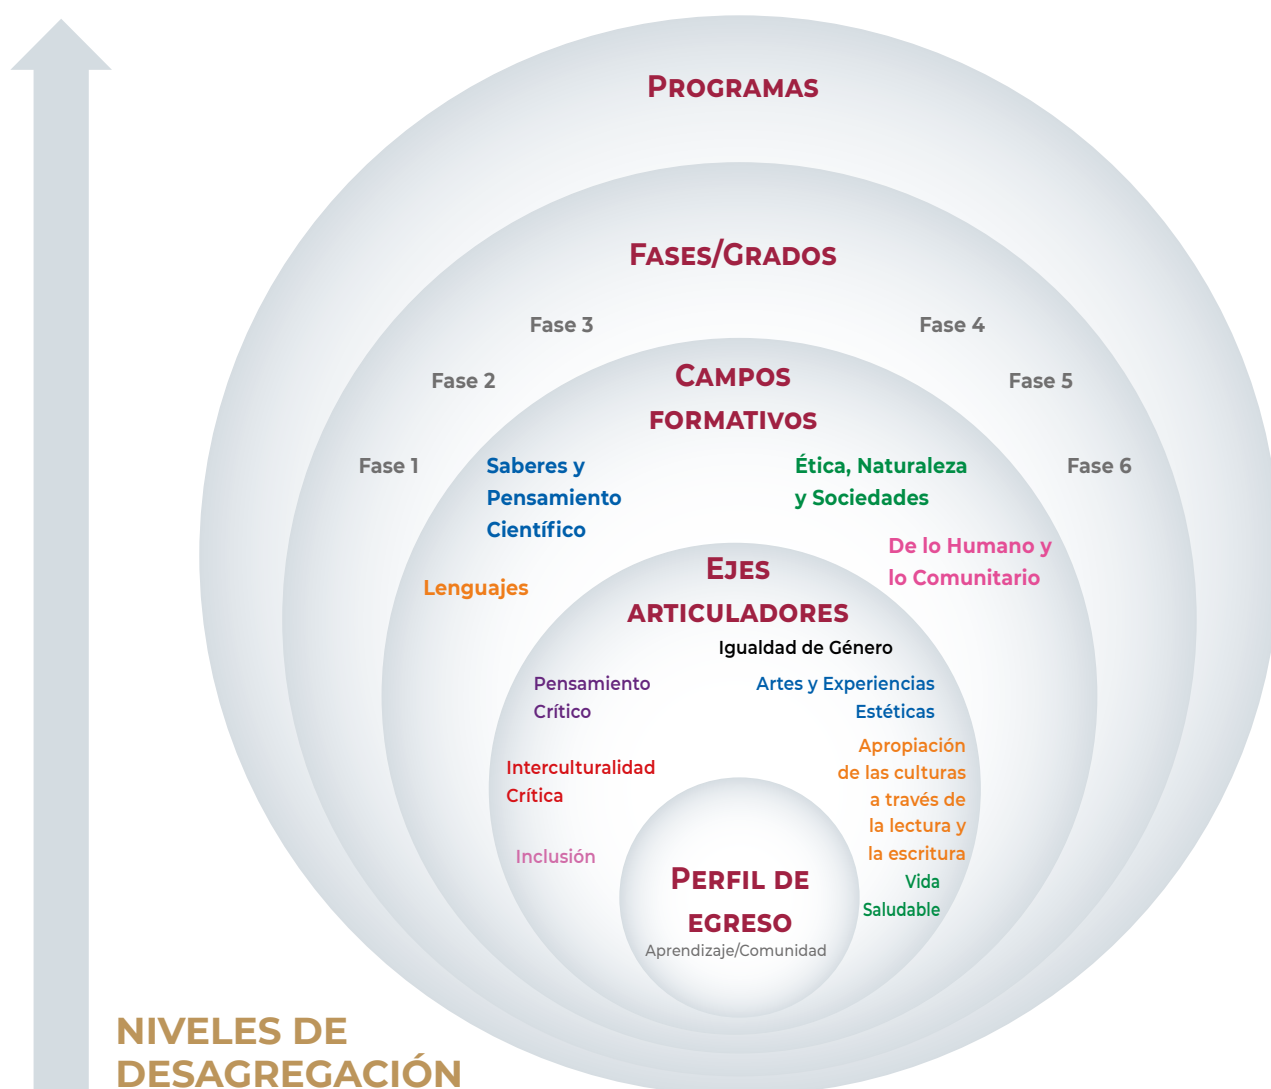 PROGRAMAS
FASES/GRADOS
Fase 3
Fase 4
Fase 2
Fase 5
Fase 1
Fase 6
CAMPOS
FORMATIVOS
Saberes y
Pensamiento
Científico
Ética, Naturaleza
y Sociedades
De lo Humano y
lo Comunitario
Lenguajes
EJES
ARTICULADORES
Igualdad de Género
Pensamiento
Crítico
Artes y Experiencias
Estéticas
Interculturalidad
Crítica
Apropiación
de las culturas
a través de
la lectura y
la escritura
Inclusión
Vida
Saludable
PERFIL DE
EGRESO
Aprendizaje/Comunidad
NIVELES DE
DESAGREGACIÓN